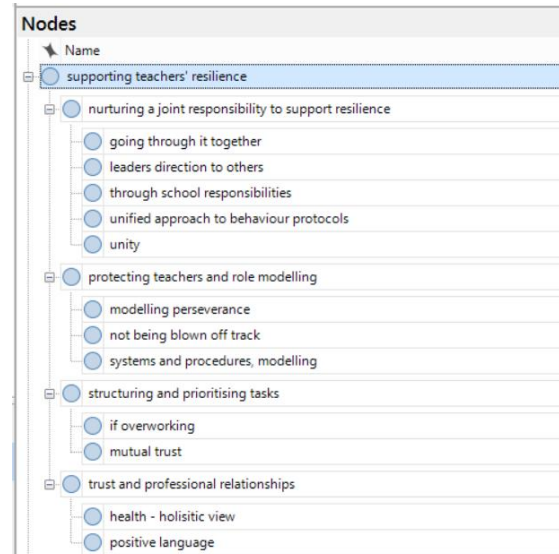 Nodes
Name
supporting teachers' resilience
nurturing a joint responsibility to support resilience
going through it together
leaders direction to others
through school responsibilities
unified approach to behaviour protocols
unity
protecting teachers and role modelling
modelling perseverance
not being blown off track
systems and procedures, modelling
structuring and prioritising tasks
if overworking
mutual trust
trust and professional relationships
health - holisitic view
positive language